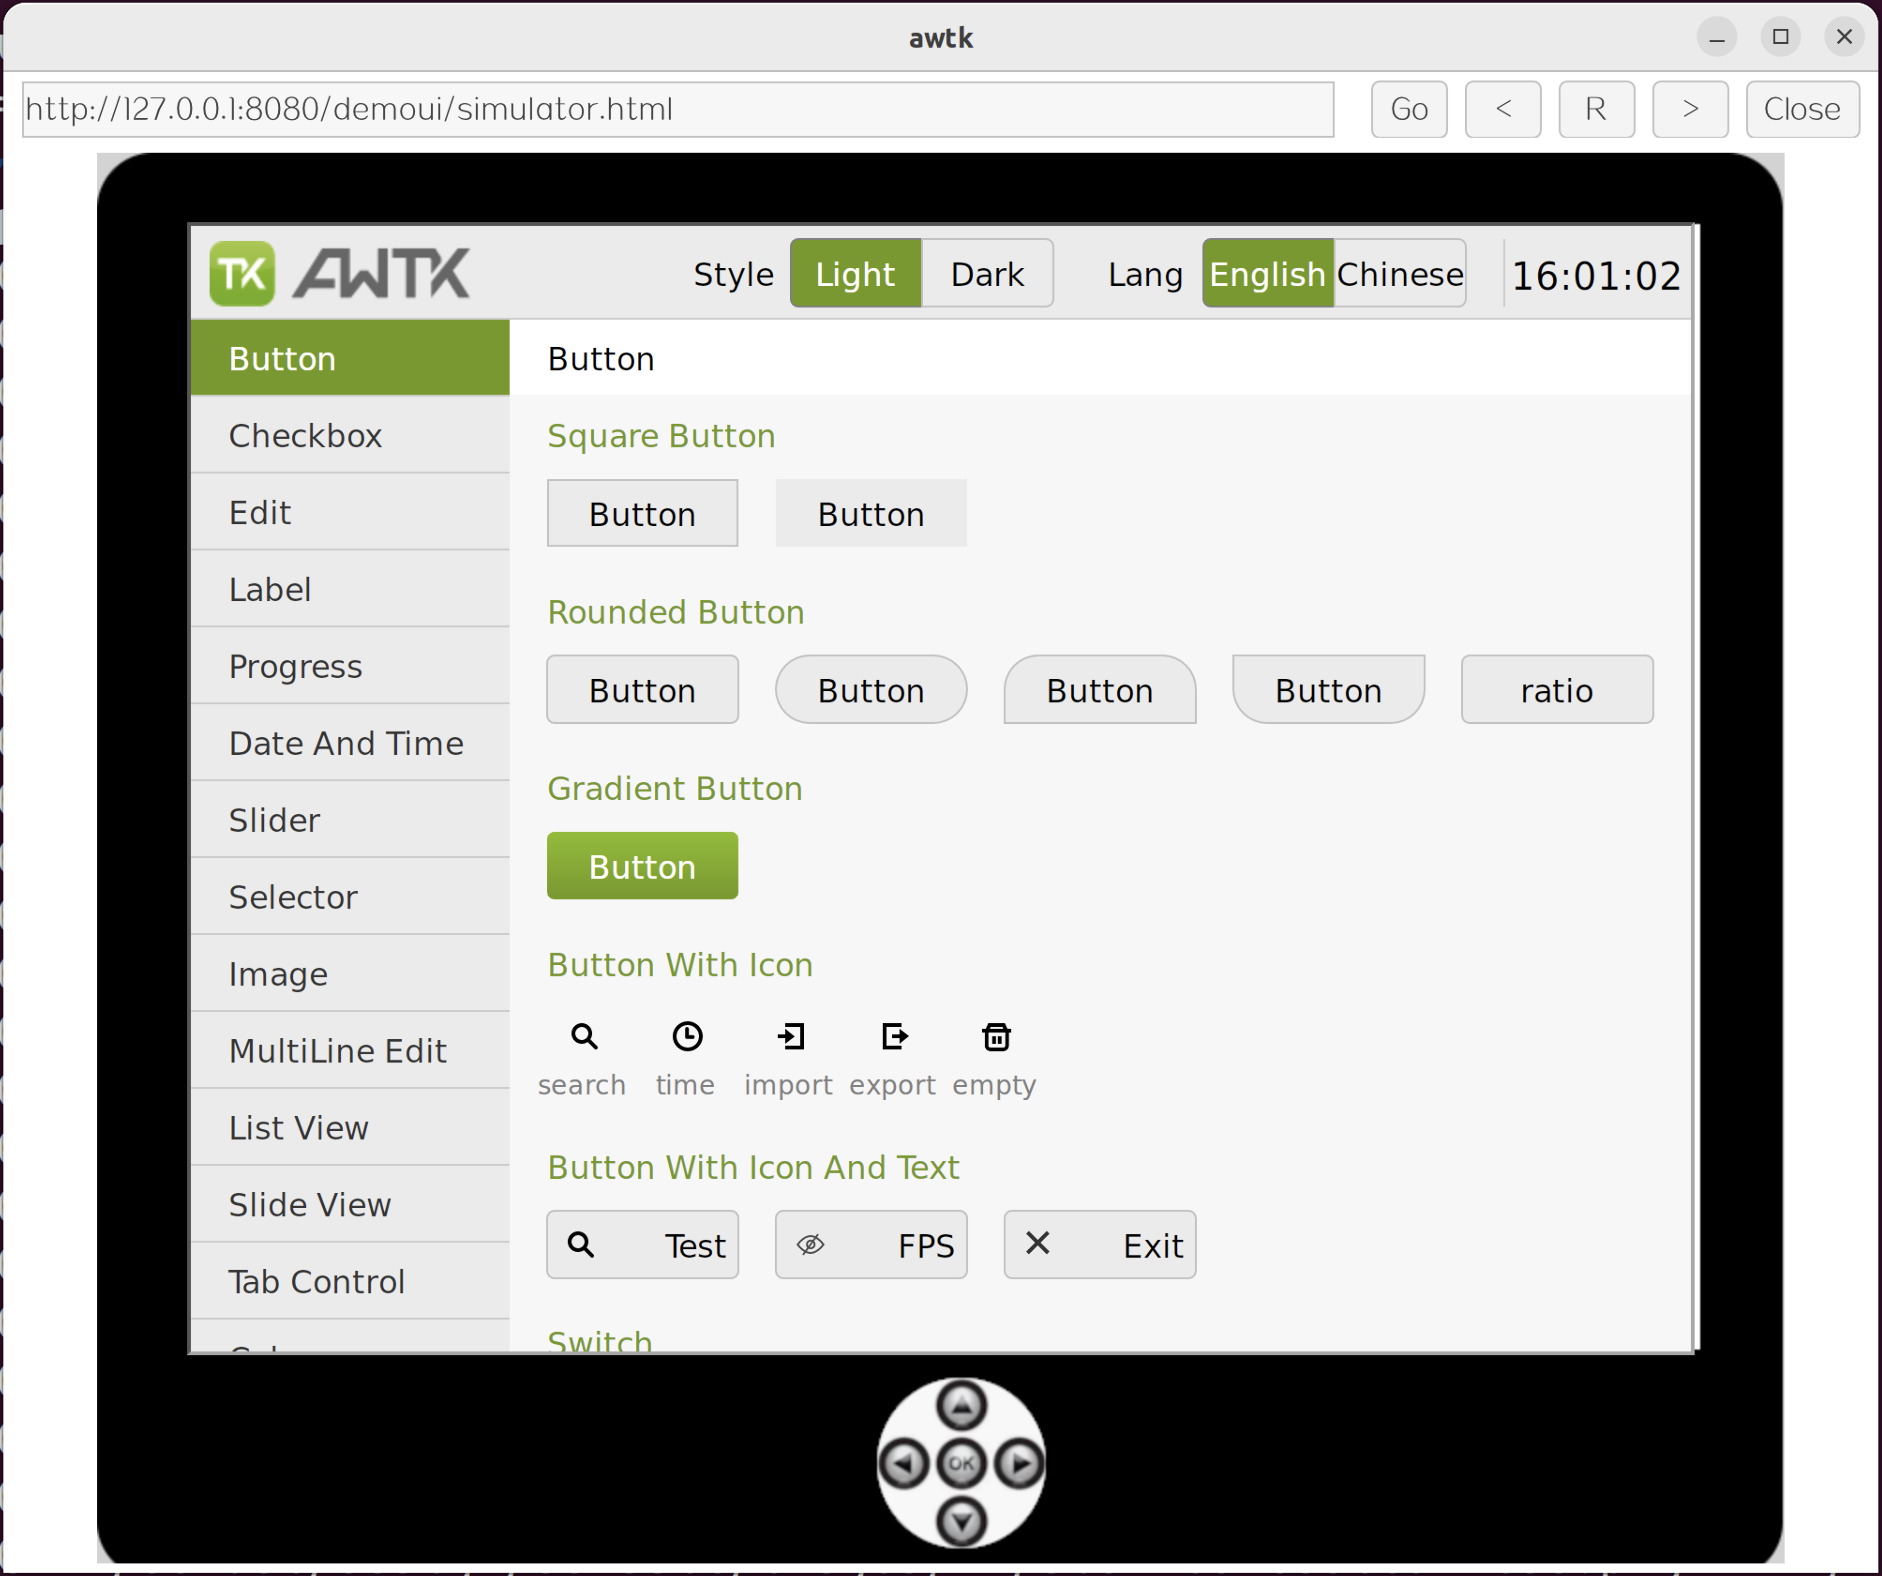 awtk
http://127.0.0.1:8080/demoui/simulator.html Go < R > Close
TK AWTK Style Light Dark Lang English Chinese 16:01:02
Button
Checkbox
Edit
Label
Progress
Date And Time
Slider
Selector
Image
MultiLine Edit
List View
Slide View
Tab Control
Button
Square Button
Button Button
Rounded Button
Button Button Button Button ratio
Gradient Button
Button
Button With Icon
search time import export empty
Button With Icon And Text
Test FPS Exit
Switch
OK